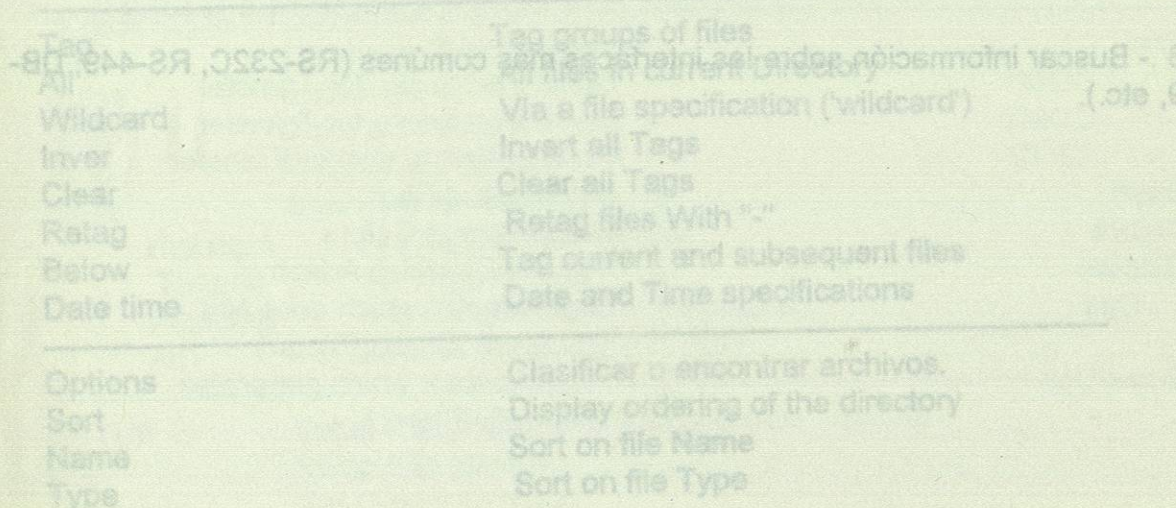 Tag Tag groups of files
All All files in current Directory
Wildcard Via a file specification ('wildcard')
Inver Invert all Tags
Clear Clear all Tags
Retag Retag files With "-"
Below Tag current and subsequent files
Date time Date and Time specifications
Options Clasificar o encontrar archivos.
Sort Display ordering of the directory
Name Sort on file Name
Type Sort on file Type
.- Buscar información sobre las interfaces más comúnes (RS-232C, RS-449, DB-
9, etc.).